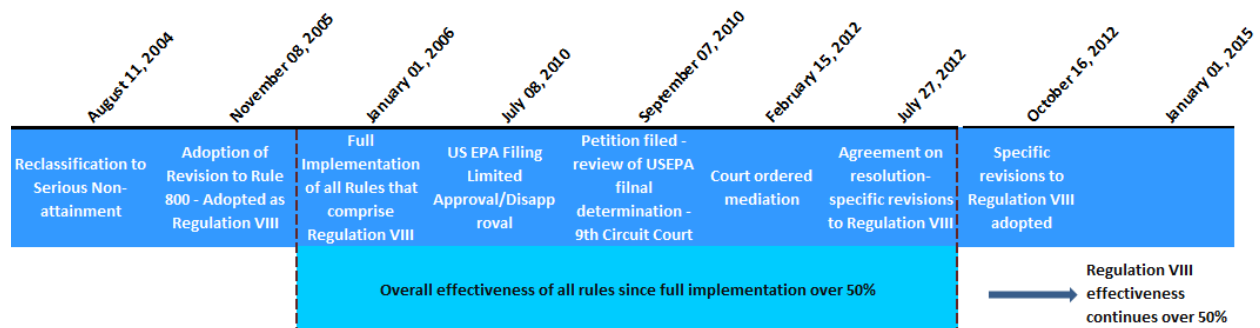 August 11, 2004
November 08, 2005
January 01, 2006
July 08, 2010
September 07, 2010
February 15, 2012
July 27, 2012
October 16, 2012
January 01, 2015
Reclassification to
Serious Non-
attainment
Adoption of
Revision to Rule
800 - Adopted as
Regulation VIII
Full
Implementation
of all Rules that
comprise
Regulation VIII
US EPA Filing
Limited
Approval/Disapp
roval
Petition filed -
review of USEPA
filnal
determination -
9th Circuit Court
Court ordered
mediation
Agreement on
resolution-
specific revisions
to Regulation VIII
Specific
revisions to
Regulation VIII
adopted
Overall effectiveness of all rules since full implementation over 50%
Regulation VIII
effectiveness
continues over 50%